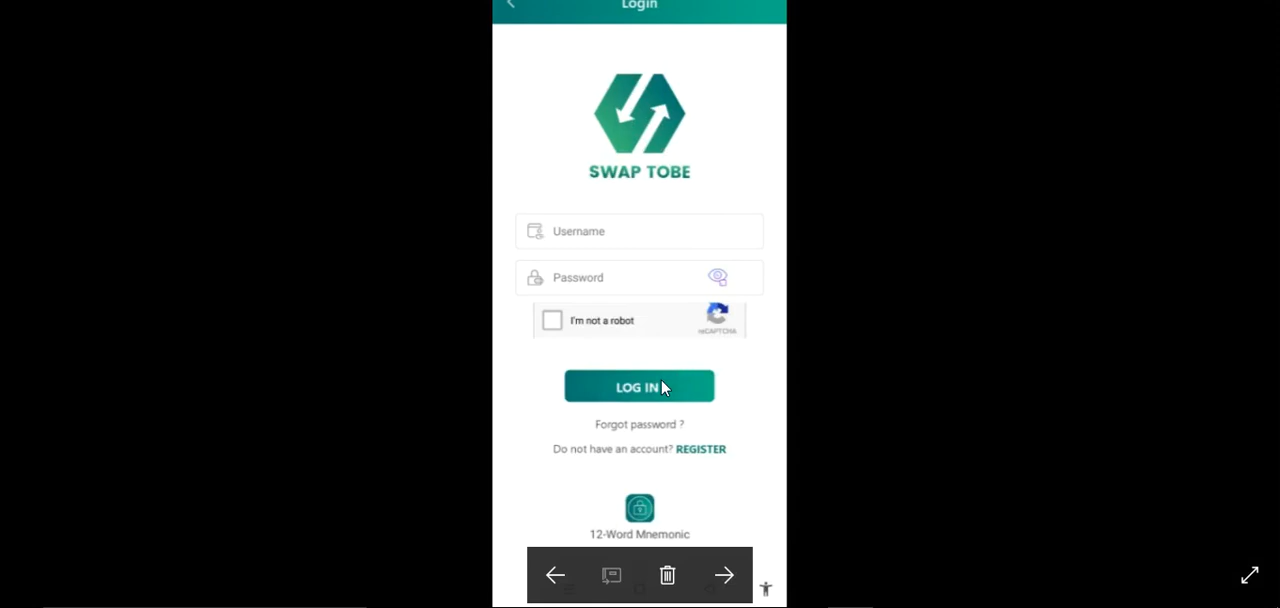 Login
SWAP TOBE
Username
Password
I'm not a robot
reCAPTCHA
LOG IN
Forgot password ?
Do not have an account? REGISTER
12-Word Mnemonic